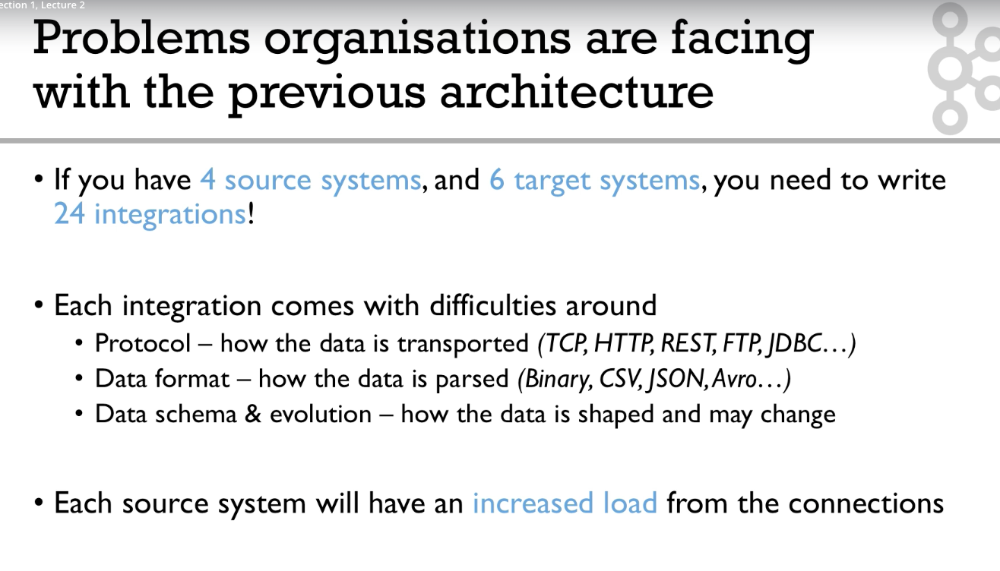 ection 1, Lecture 2
Problems organisations are facing
with the previous architecture
• If you have 4 source systems, and 6 target systems, you need to write
24 integrations!
• Each integration comes with difficulties around
• Protocol – how the data is transported (TCP, HTTP, REST, FTP, JDBC…)
• Data format – how the data is parsed (Binary, CSV, JSON, Avro…)
• Data schema & evolution – how the data is shaped and may change
• Each source system will have an increased load from the connections